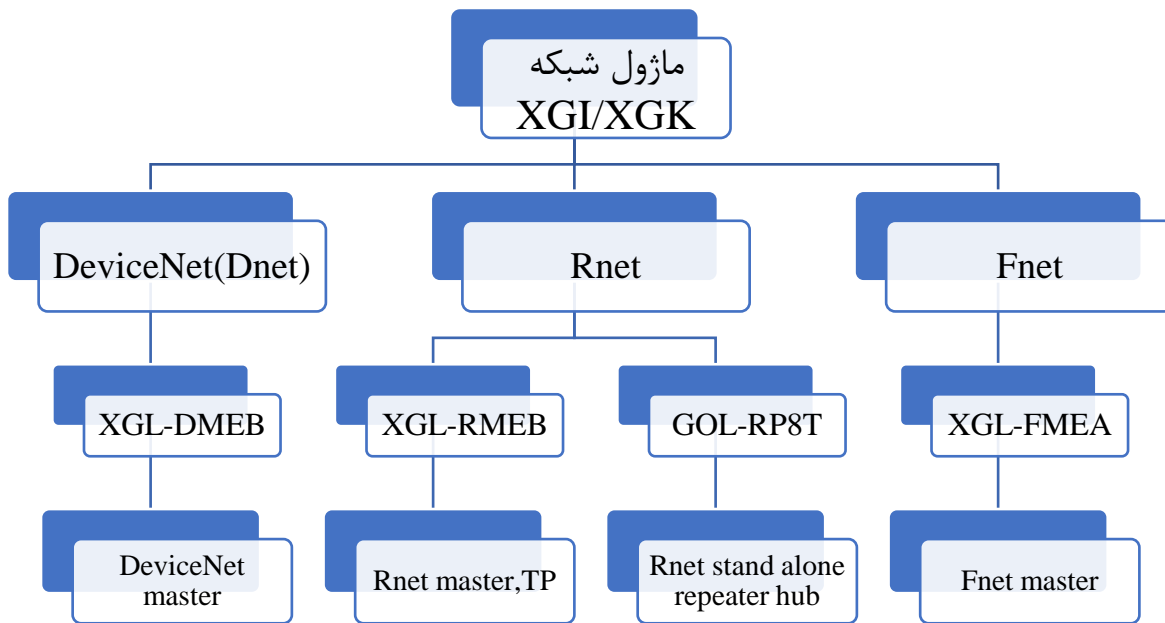 ماژول شبکه
XGI/XGK
DeviceNet(Dnet)
Rnet
Fnet
XGL-DMEB
XGL-RMEB
GOL-RP8T
XGL-FMEA
DeviceNet
master
Rnet master,TP
Rnet stand alone
repeater hub
Fnet master